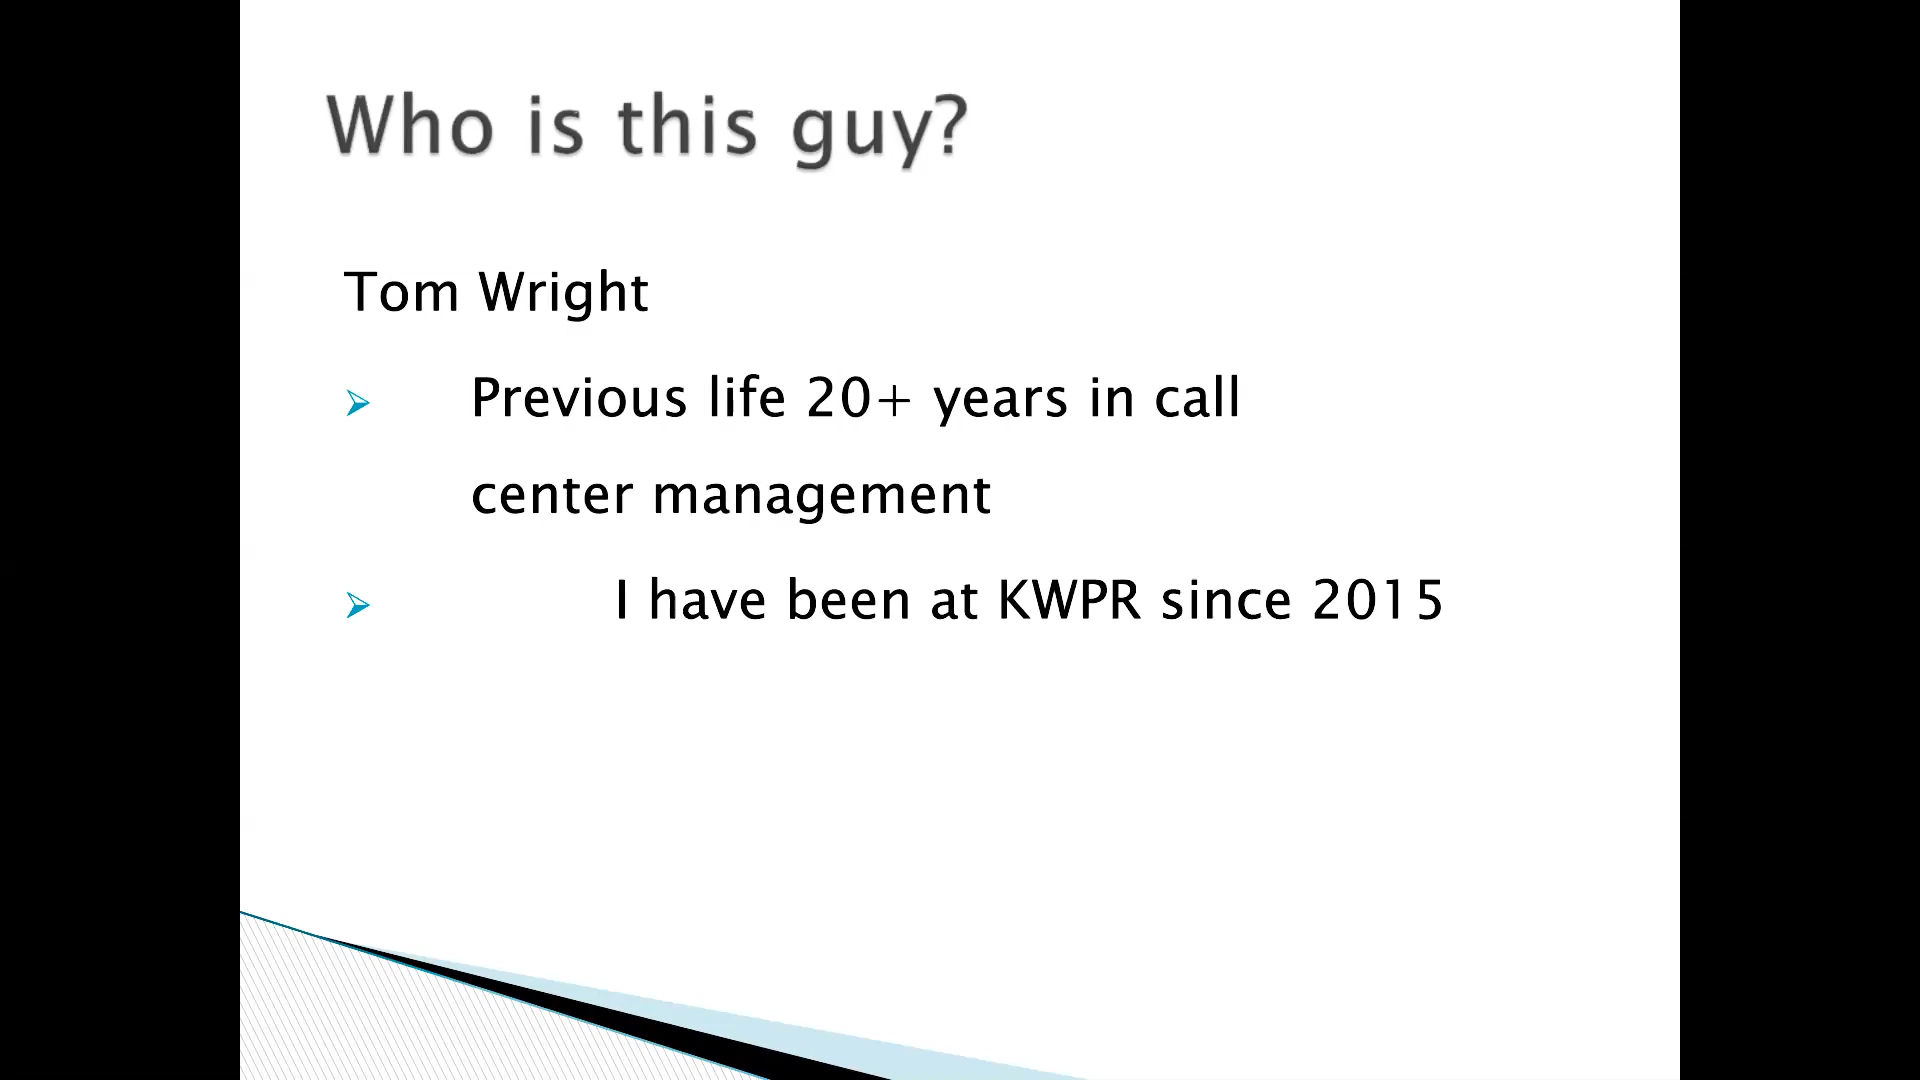 Who is this guy?
Tom Wright
Previous life 20+ years in call
center management
I have been at KWPR since 2015